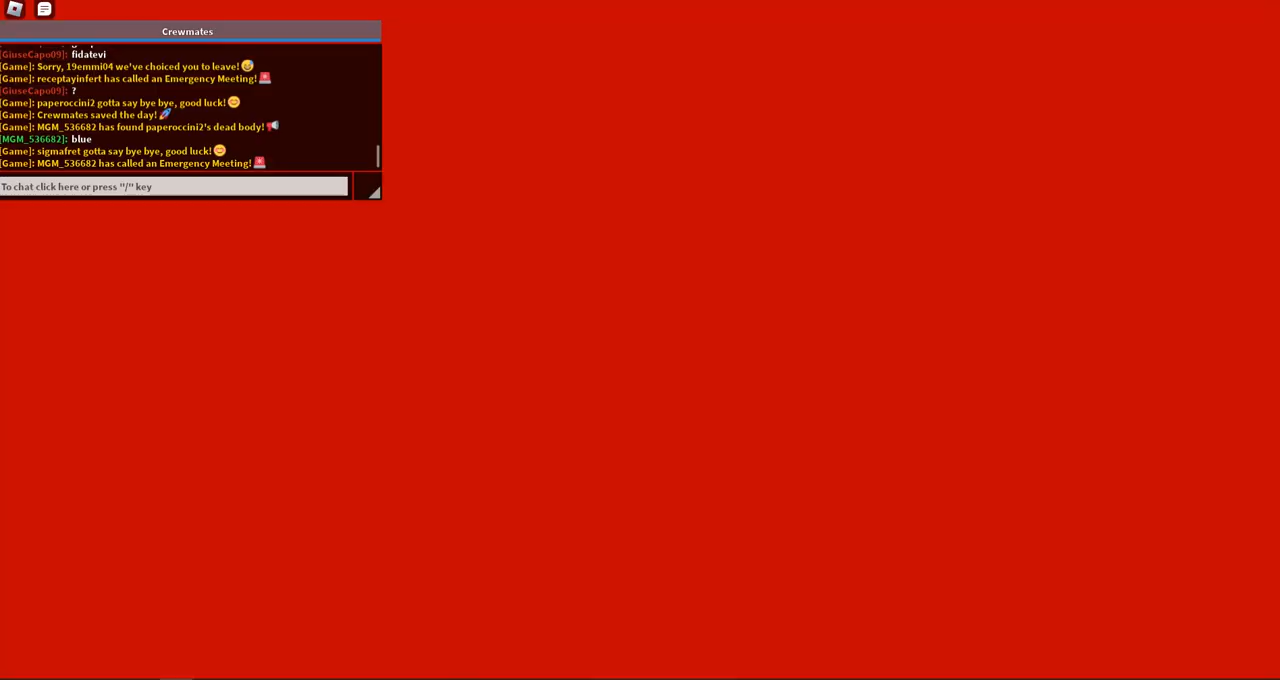 Crewmates
[GiuseCapo09]: fidatevi
[Game]: Sorry, 19emmi04 we've choiced you to leave!😅
[Game]: receptayinfert has called an Emergency Meeting!🚨
[GiuseCapo09]: ?
[Game]: paperoccini2 gotta say bye bye, good luck!😊
[Game]: Crewmates saved the day!🚀
[Game]: MGM_536682 has found paperoccini2's dead body!📢
[MGM_536682]: blue
[Game]: sigmafret gotta say bye bye, good luck!😊
[Game]: MGM_536682 has called an Emergency Meeting!🚨
To chat click here or press "/" key